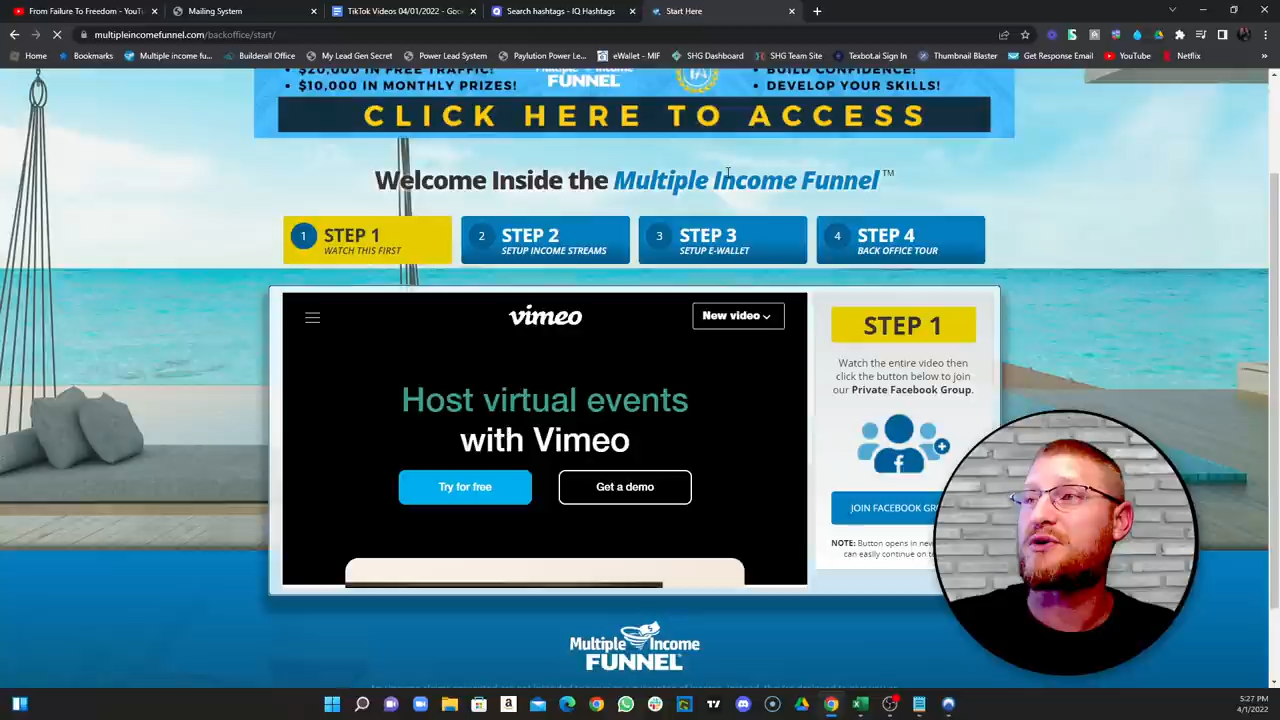 From Failure To Freedom - YouTu
Mailing System
TikTok Videos 04/01/2022 - Goo
Search hashtags - IQ Hashtags
Start Here
multipleincomefunnel.com/backoffice/start/
Home
Bookmarks
Multiple income fu...
Builderall Office
My Lead Gen Secret
Power Lead System
Paylution Power Le...
eWallet - MIF
SHG Dashboard
SHG Team Site
Texbot.ai Sign In
Thumbnail Blaster
Get Response Email
YouTube
Netflix
• $20,000 IN FREE TRAFFIC!
• $10,000 IN MONTHLY PRIZES!
Multiple Income
FUNNEL
• BUILD CONFIDENCE!
• DEVELOP YOUR SKILLS!
CLICK HERE TO ACCESS
Welcome Inside the Multiple Income Funnel™
1 STEP 1
WATCH THIS FIRST
2 STEP 2
SETUP INCOME STREAMS
3 STEP 3
SETUP E-WALLET
4 STEP 4
BACK OFFICE TOUR
vimeo
New video
Host virtual events
with Vimeo
Try for free
Get a demo
STEP 1
Watch the entire video then
click the button below to join
our Private Facebook Group.
JOIN FACEBOOK GR
NOTE: Button opens in new
can easily continue on
Multiple Income
FUNNEL™
5:27 PM
4/1/2022